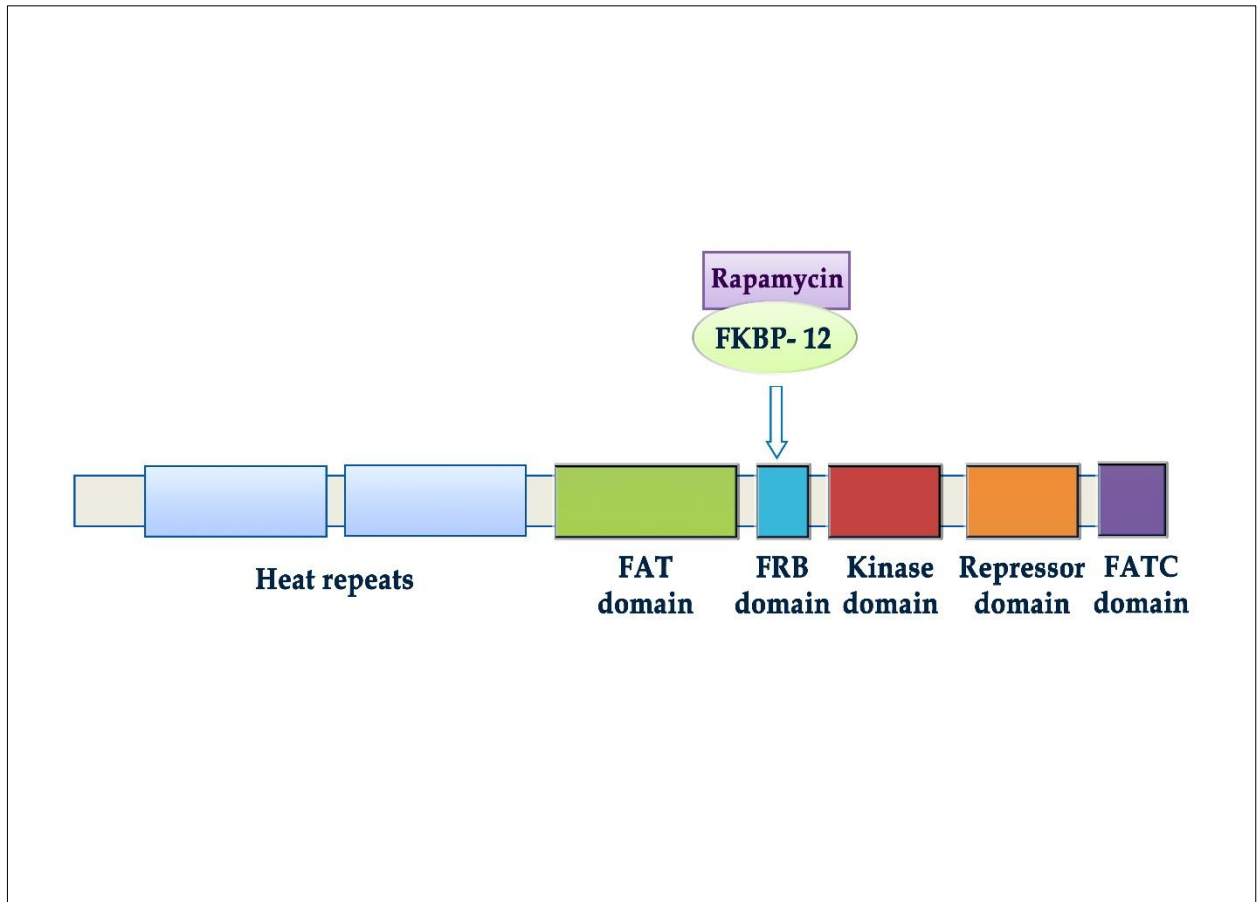 Rapamycin
FKBP- 12
Heat repeats
FAT
domain
FRB
domain
Kinase
domain
Repressor
domain
FATC
domain